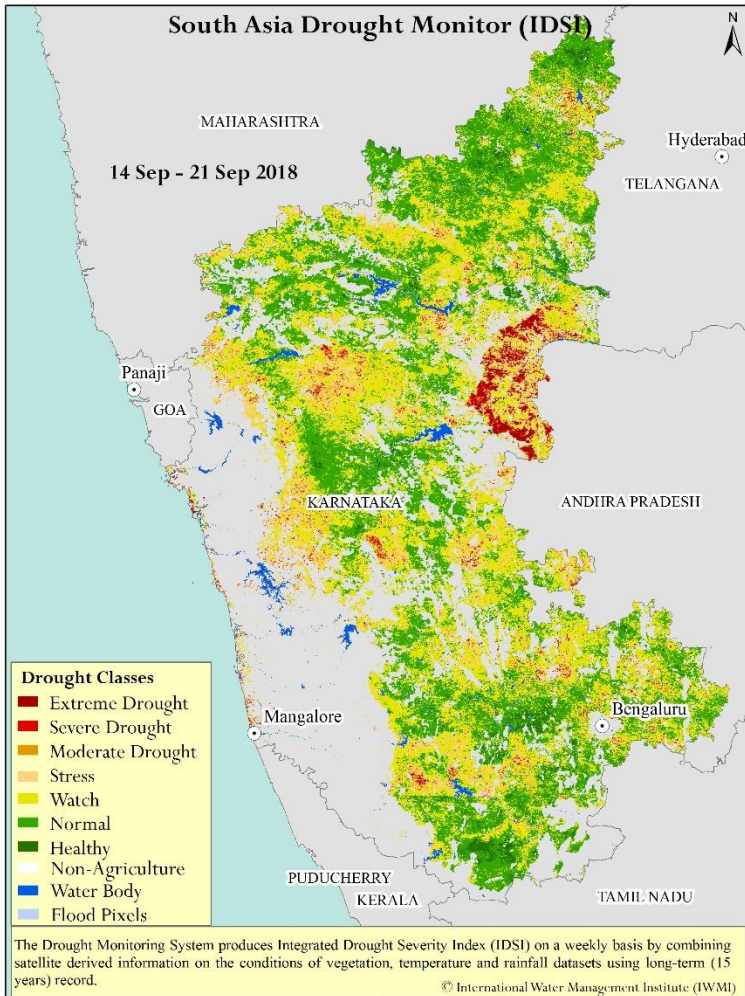 South Asia Drought Monitor (IDSI)
N
MAHARASHTRA
Hyderabad
14 Sep - 21 Sep 2018
TELANGANA
Panaji
GOA
KARNATAKA
ANDHRA PRADESH
Drought Classes
Extreme Drought
Severe Drought
Moderate Drought
Stress
Watch
Normal
Healthy
Non-Agriculture
Water Body
Flood Pixels
Mangalore
Bengaluru
PUDUCHERRY
KERALA
TAMIL NADU
The Drought Monitoring System produces Integrated Drought Severity Index (IDSI) on a weekly basis by combining
satellite derived information on the conditions of vegetation, temperature and rainfall datasets using long-term (15
years) record.
© International Water Management Institute (IWMI)